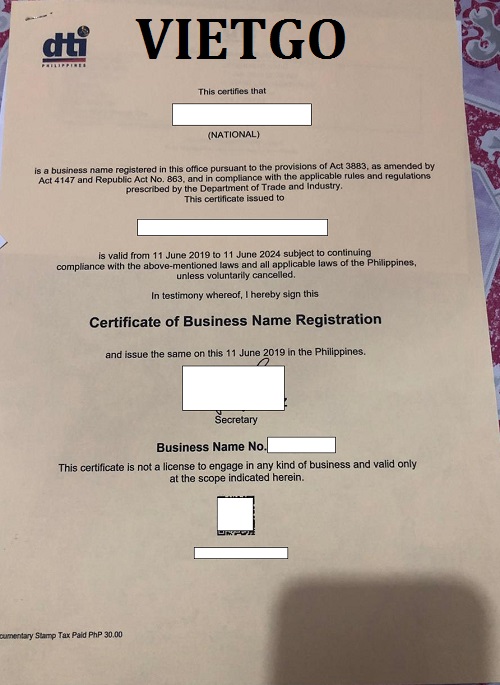 VIETGO
dti
PHILIPPINES
This certifies that
(NATIONAL)
is a business name registered in this office pursuant to the provisions of Act 3883, as amended by
Act 4147 and Republic Act No. 863, and in compliance with the applicable rules and regulations
prescribed by the Department of Trade and Industry.
This certificate issued to
is valid from 11 June 2019 to 11 June 2024 subject to continuing
compliance with the above-mentioned laws and all applicable laws of the Philippines,
unless voluntarily cancelled.
In testimony whereof, I hereby sign this
Certificate of Business Name Registration
and issue the same on this 11 June 2019 in the Philippines.
Secretary
Business Name No.
This certificate is not a license to engage in any kind of business and valid only
at the scope indicated herein.
cumentary Stamp Tax Paid PhP 30.00